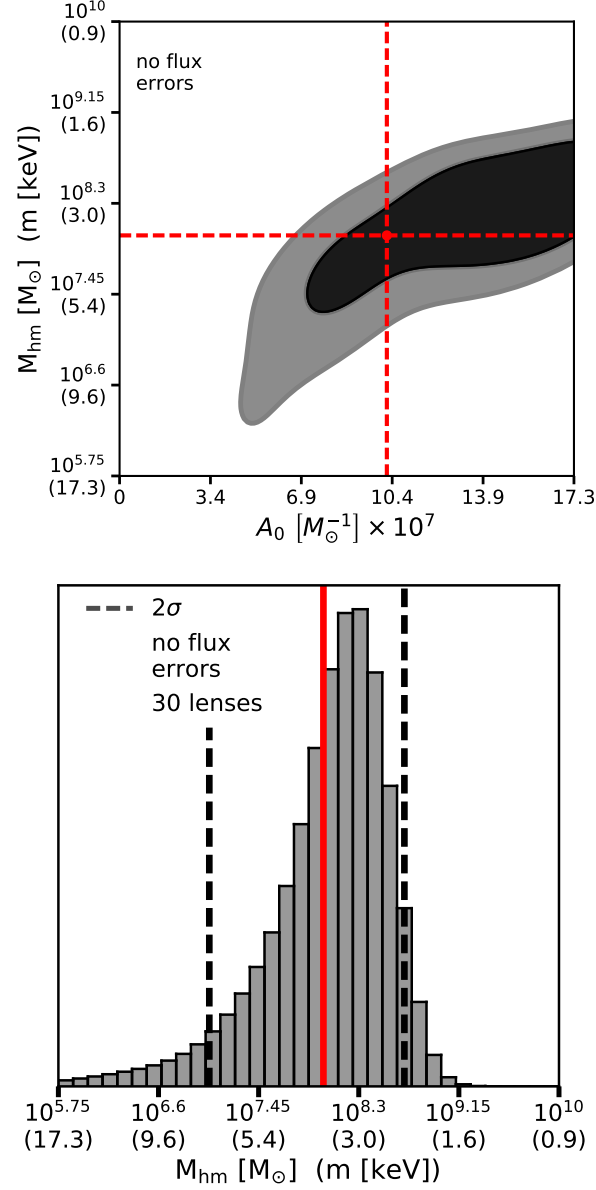 10^10
(0.9)
no flux
errors
10^9.15
(1.6)
10^8.3
(3.0)
10^7.45
(5.4)
10^6.6
(9.6)
10^5.75
(17.3)
M_hm [M_⊙] (m [keV])
0 3.4 6.9 10.4 13.9 17.3
A_0 [M_⊙^−1] × 10^7
2σ
no flux
errors
30 lenses
10^5.75 10^6.6 10^7.45 10^8.3 10^9.15 10^10
(17.3) (9.6) (5.4) (3.0) (1.6) (0.9)
M_hm [M_⊙] (m [keV])